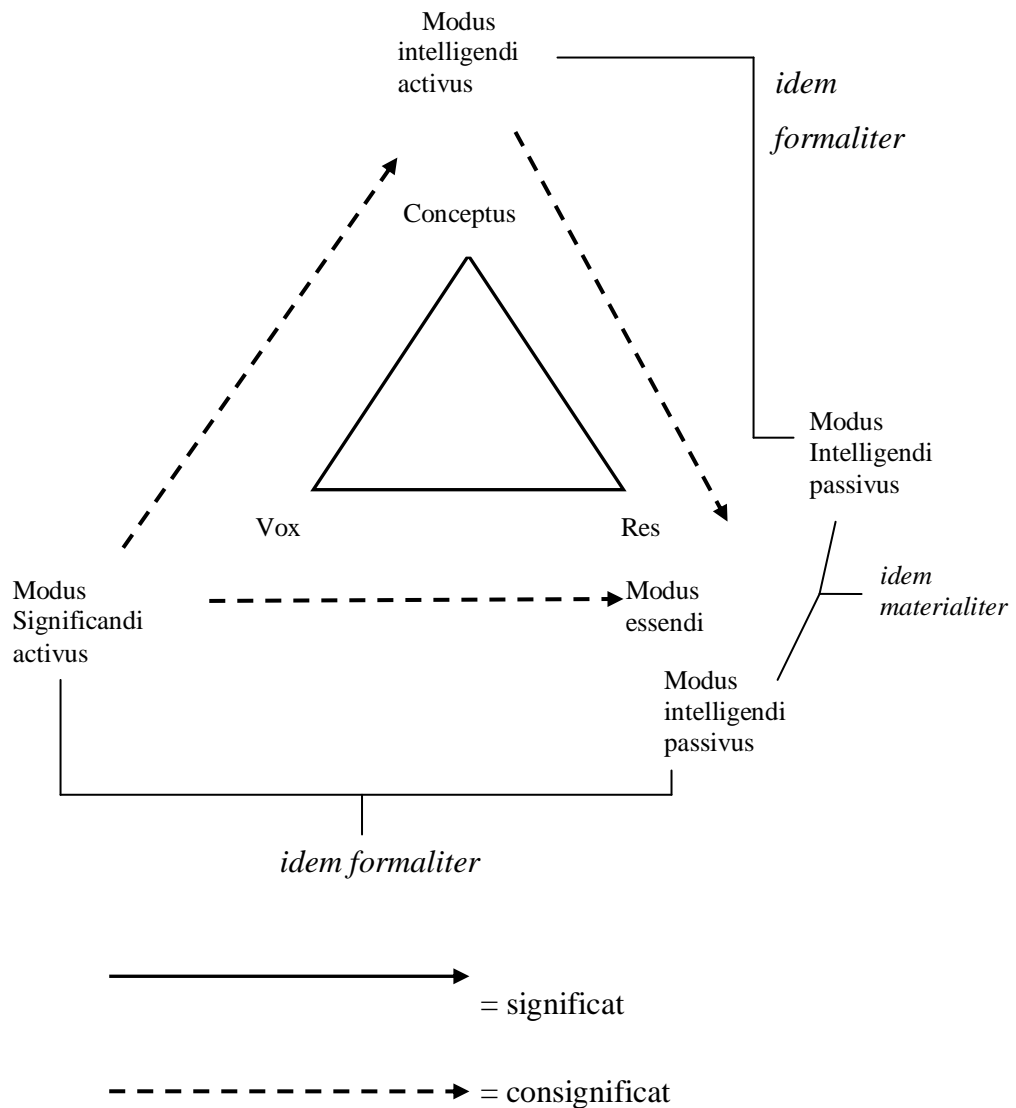 Modus
intelligendi
activus
idem
formaliter
Conceptus
Modus
Intelligendi
passivus
Vox
Res
Modus
Significandi
activus
Modus
essendi
idem
materialiter
Modus
intelligendi
passivus
idem formaliter
= significat
= consignificat